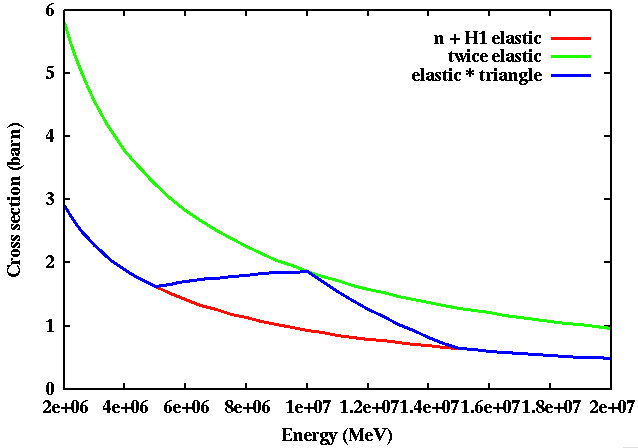 6
n + H1 elastic
twice elastic
elastic * triangle
5
4
3
2
1
0
Cross section (barn)
2e+06 4e+06 6e+06 8e+06 1e+07 1.2e+07 1.4e+07 1.6e+07 1.8e+07 2e+07
Energy (MeV)